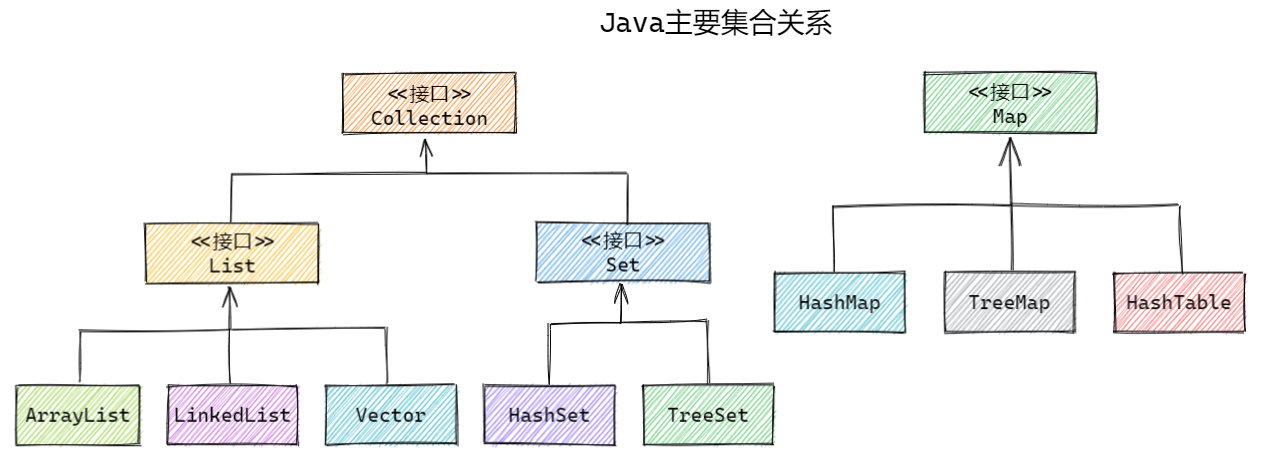 Java主要集合关系
<<接口>>
Collection
<<接口>>
Map
<<接口>>
List
<<接口>>
Set
HashMap
TreeMap
HashTable
ArrayList
LinkedList
Vector
HashSet
TreeSet